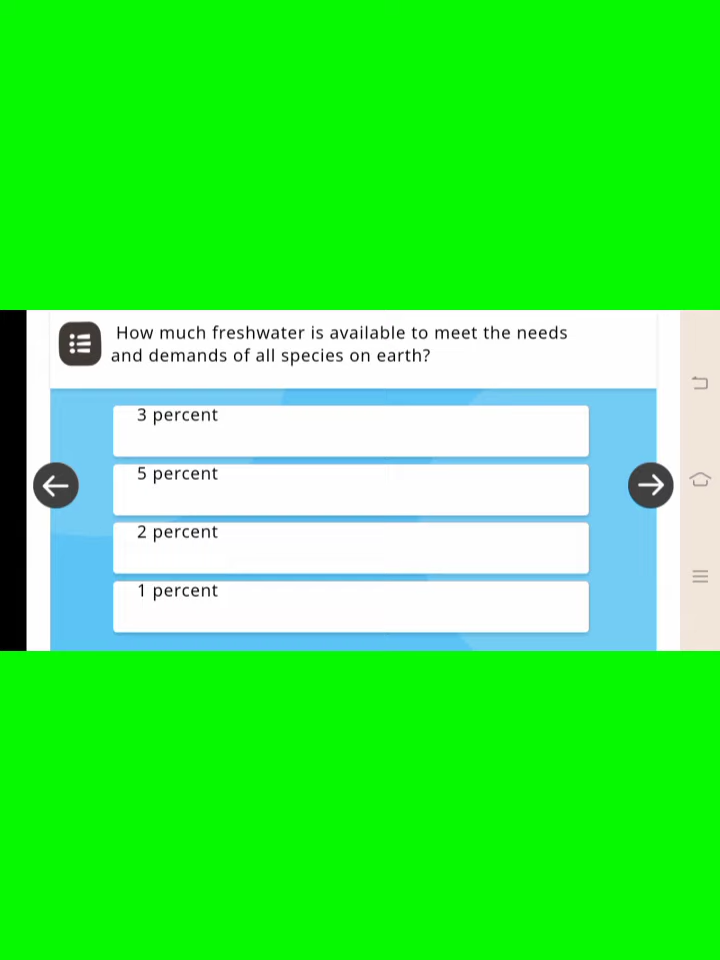 How much freshwater is available to meet the needs
and demands of all species on earth?
3 percent
5 percent
2 percent
1 percent